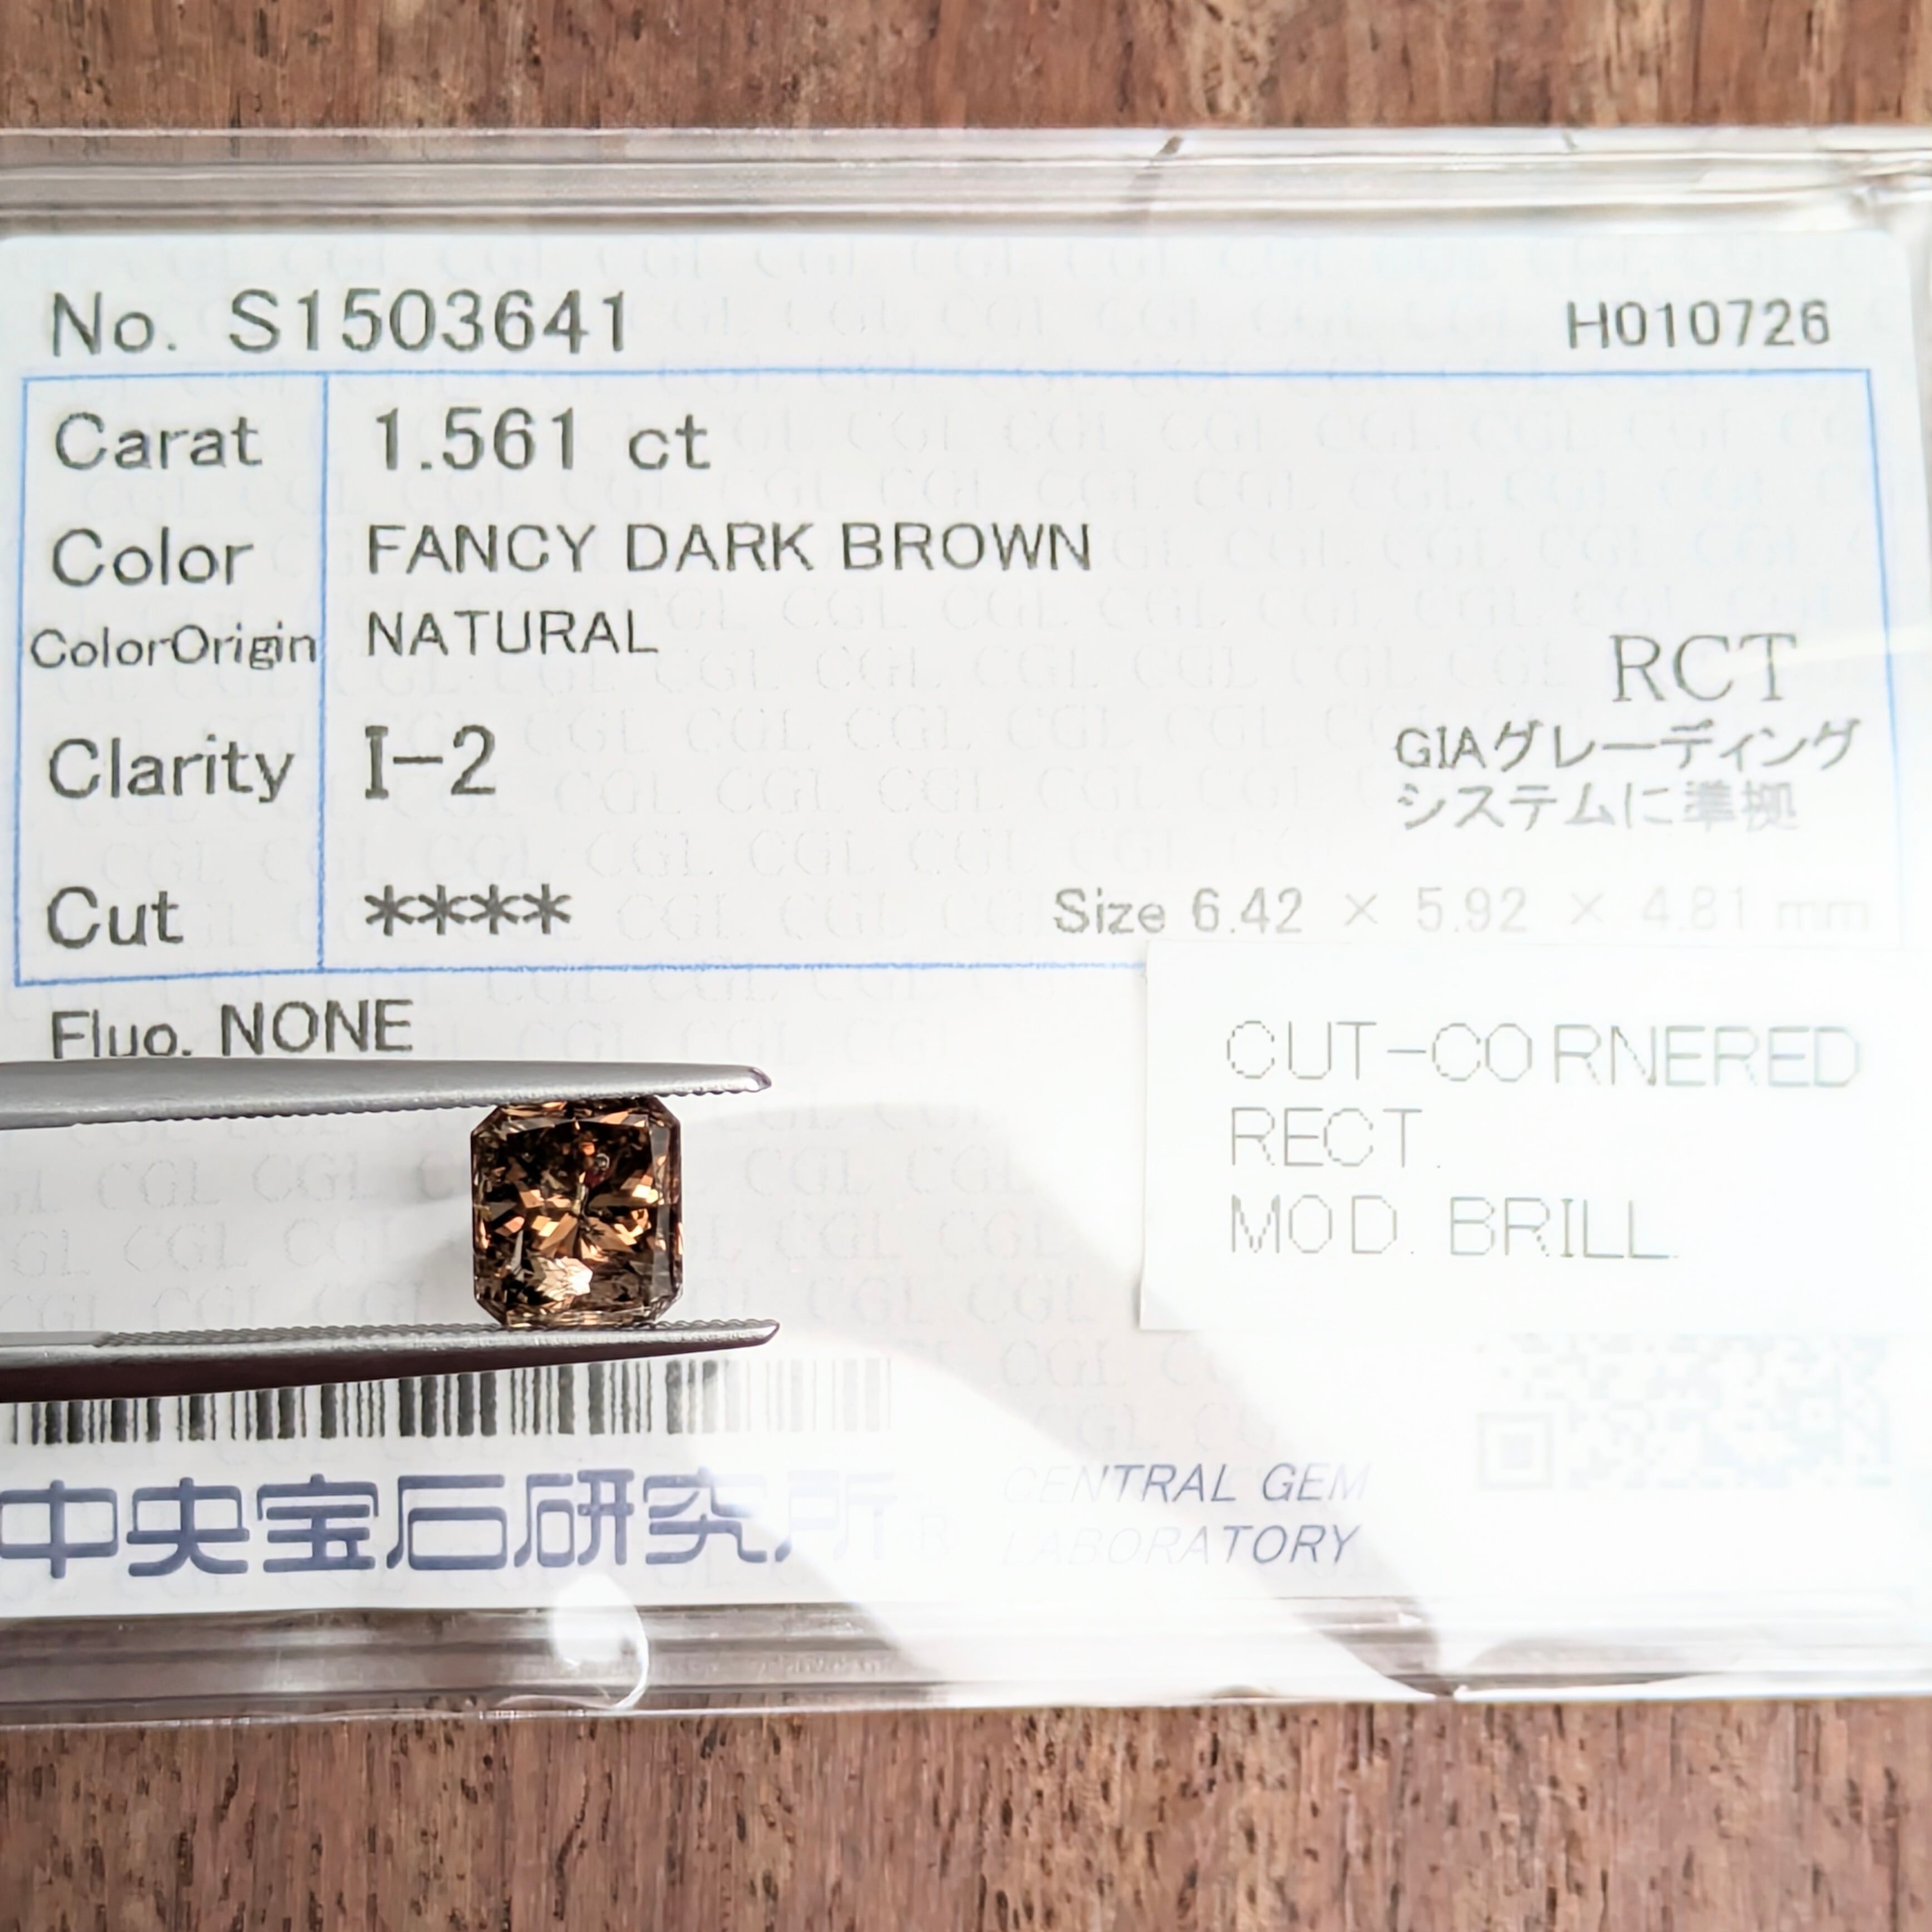 No. S1503641 H010726
Carat 1.561 ct
Color FANCY DARK BROWN
ColorOrigin NATURAL
RCT
GIAグレーディング
システムに準拠
Clarity I-2
Cut ****
Size 6.42 × 5.92 × 4.81 mm
Fluo. NONE
CUT-CORNERED
RECT.
MOD. BRILL.
中央宝石研究所
CENTRAL GEM
LABORATORY